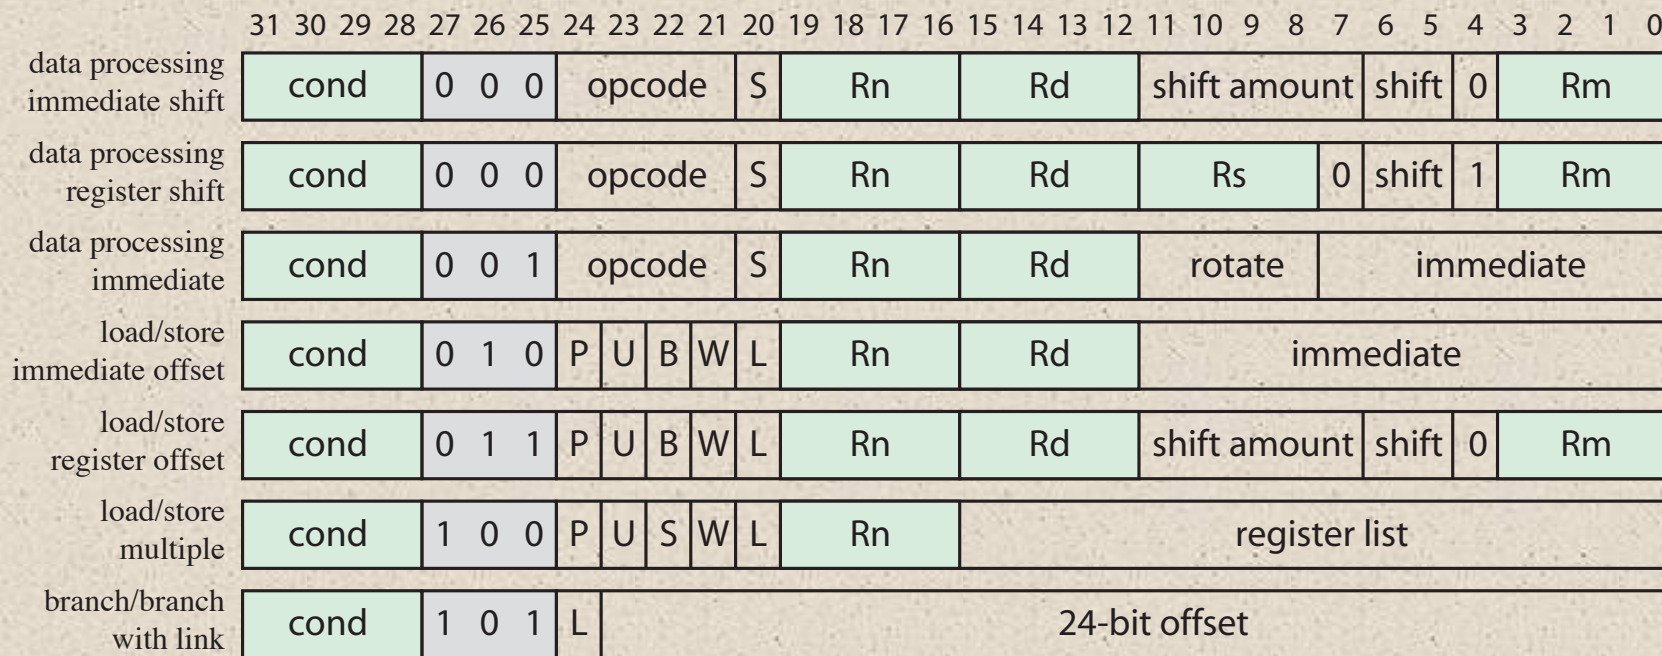 31 30 29 28 27 26 25 24 23 22 21 20 19 18 17 16 15 14 13 12 11 10 9 8 7 6 5 4 3 2 1 0
data processing
immediate shift
cond 0 0 0 opcode S Rn Rd shift amount shift 0 Rm
data processing
register shift
cond 0 0 0 opcode S Rn Rd Rs 0 shift 1 Rm
data processing
immediate
cond 0 0 1 opcode S Rn Rd rotate immediate
load/store
immediate offset
cond 0 1 0 P U B W L Rn Rd immediate
load/store
register offset
cond 0 1 1 P U B W L Rn Rd shift amount shift 0 Rm
load/store
multiple
cond 1 0 0 P U S W L Rn register list
branch/branch
with link
cond 1 0 1 L 24-bit offset